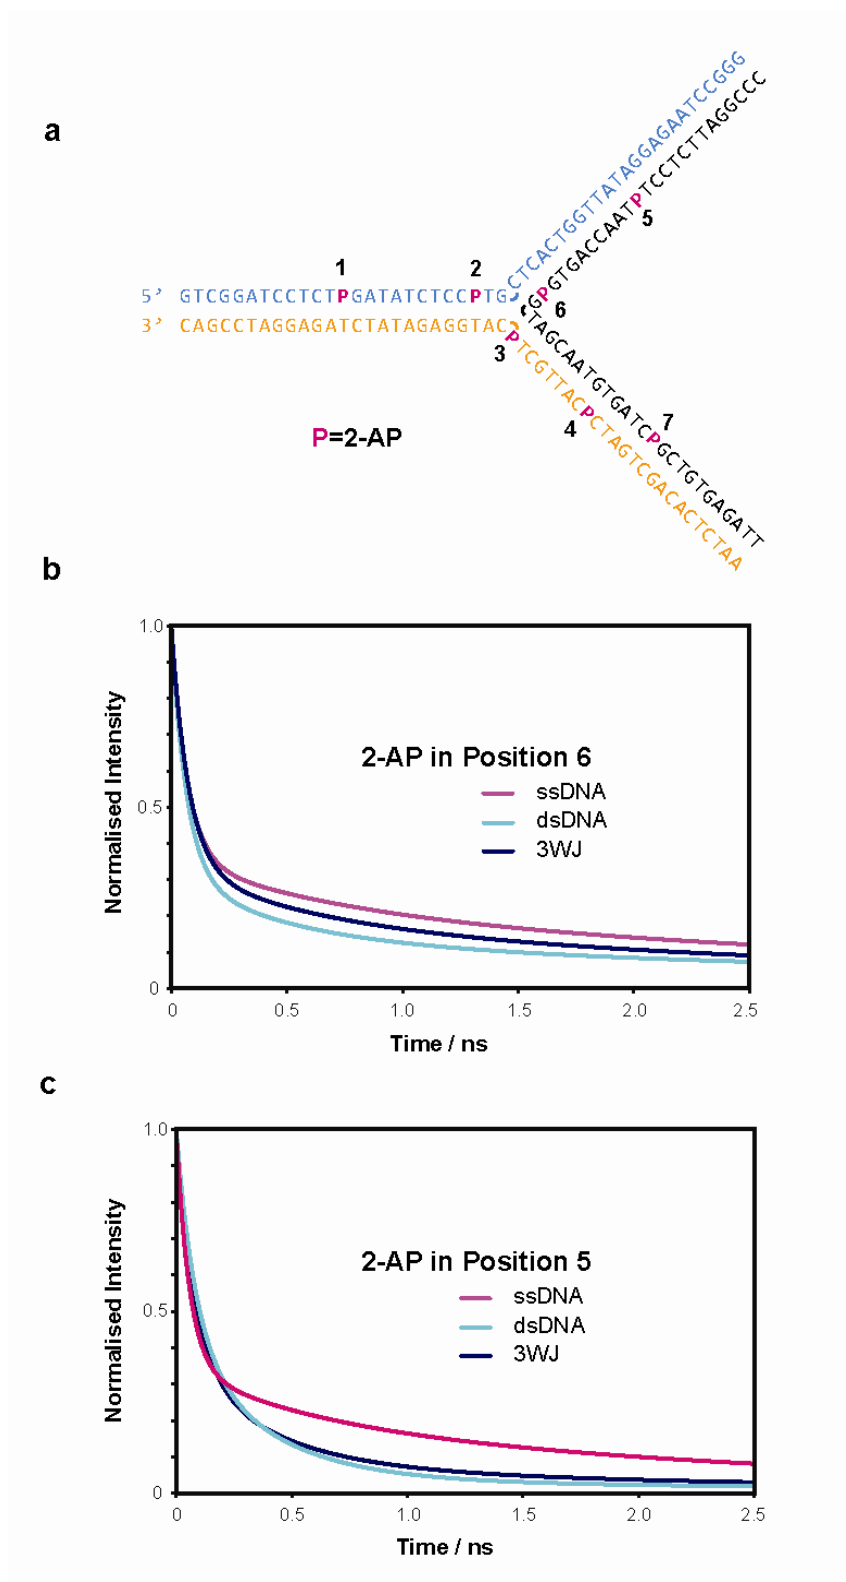 a
CTCACTGGTTATAGGAGAATCCGGG
GPGTGACCAATPTCCTCTTAGGCCC
5
1
2
5’ GTCGGATCCTCTPGATATCTCCPTG
6
3’ CAGCCTAGGAGATCTATAGAGGTAC
3
TAGCAATGTGATCPGCTGTGAGATT
PTCGTTACPCTAGTCGACACTCTAA
7
4
P=2-AP
b
1.0
0.5
0
Normalised Intensity
2-AP in Position 6
ssDNA
dsDNA
3WJ
0 0.5 1.0 1.5 2.0 2.5
Time / ns
c
1.0
0.5
0
Normalised Intensity
2-AP in Position 5
ssDNA
dsDNA
3WJ
0 0.5 1.0 1.5 2.0 2.5
Time / ns